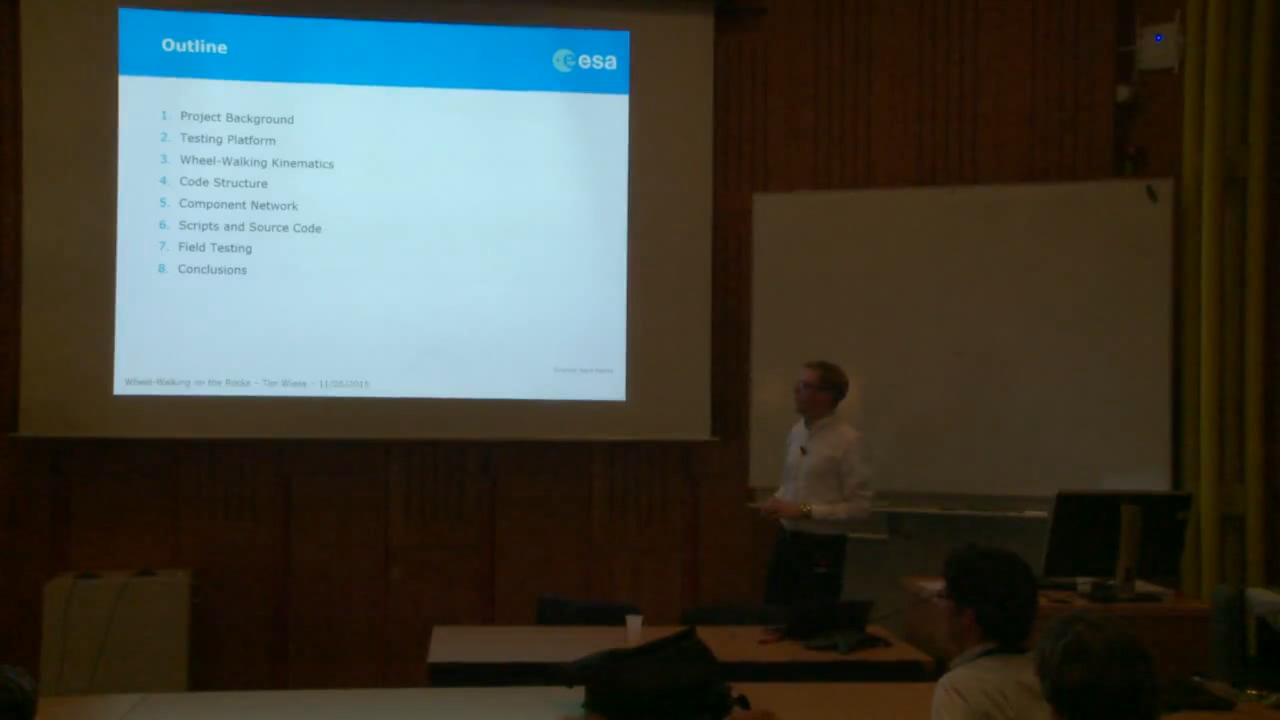 Outline
esa
1. Project Background
2. Testing Platform
3. Wheel-Walking Kinematics
4. Code Structure
5. Component Network
6. Scripts and Source Code
7. Field Testing
8. Conclusions
Wheel-Walking on the Rocks - Tim Wiese -